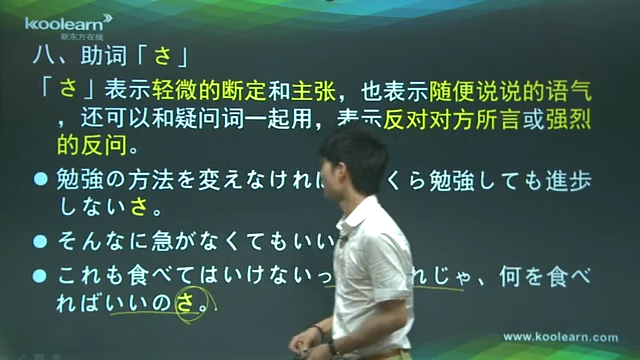 koolearn
新东方在线
八、助词「さ」
「さ」表示轻微的断定和主张，也表示随便说说的语气
，还可以和疑问词一起用，表示反对对方所言或强烈
的反问。
● 勉強の方法を変えなけれ くら勉強しても進歩
しないさ。
● そんなに急がなくてもいい
● これも食べてはいけないっ れじゃ、何を食べ
ればいいのさ。
www.koolearn.com